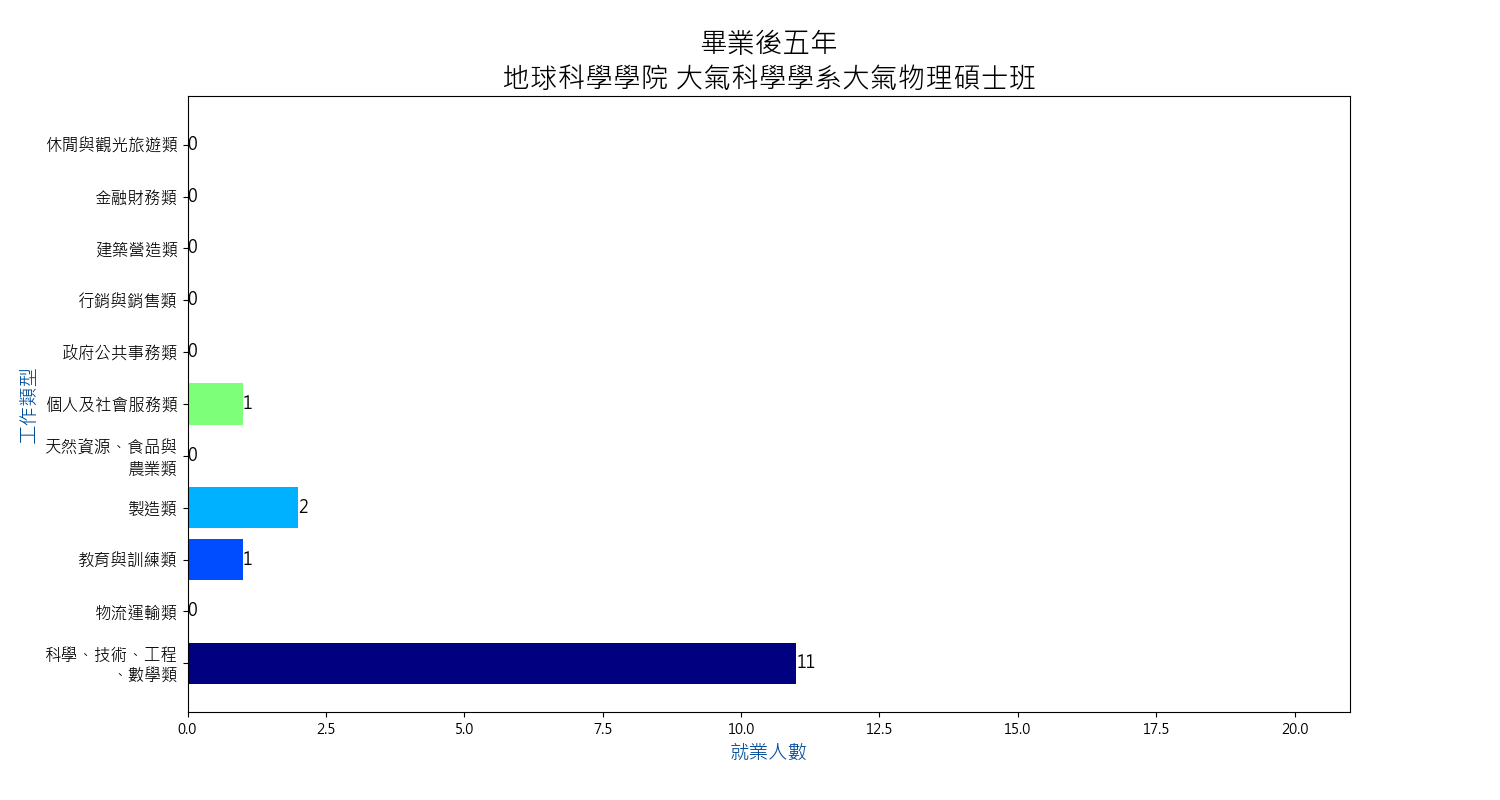 畢業後五年
地球科學學院 大氣科學學系大氣物理碩士班
休閒與觀光旅遊類 0
金融財務類 0
建築營造類 0
行銷與銷售類 0
政府公共事務類 0
個人及社會服務類 1
天然資源、食品與
農業類 0
製造類 2
教育與訓練類 1
物流運輸類 0
科學、技術、工程
、數學類 11
工作類型
0.0 2.5 5.0 7.5 10.0 12.5 15.0 17.5 20.0
就業人數